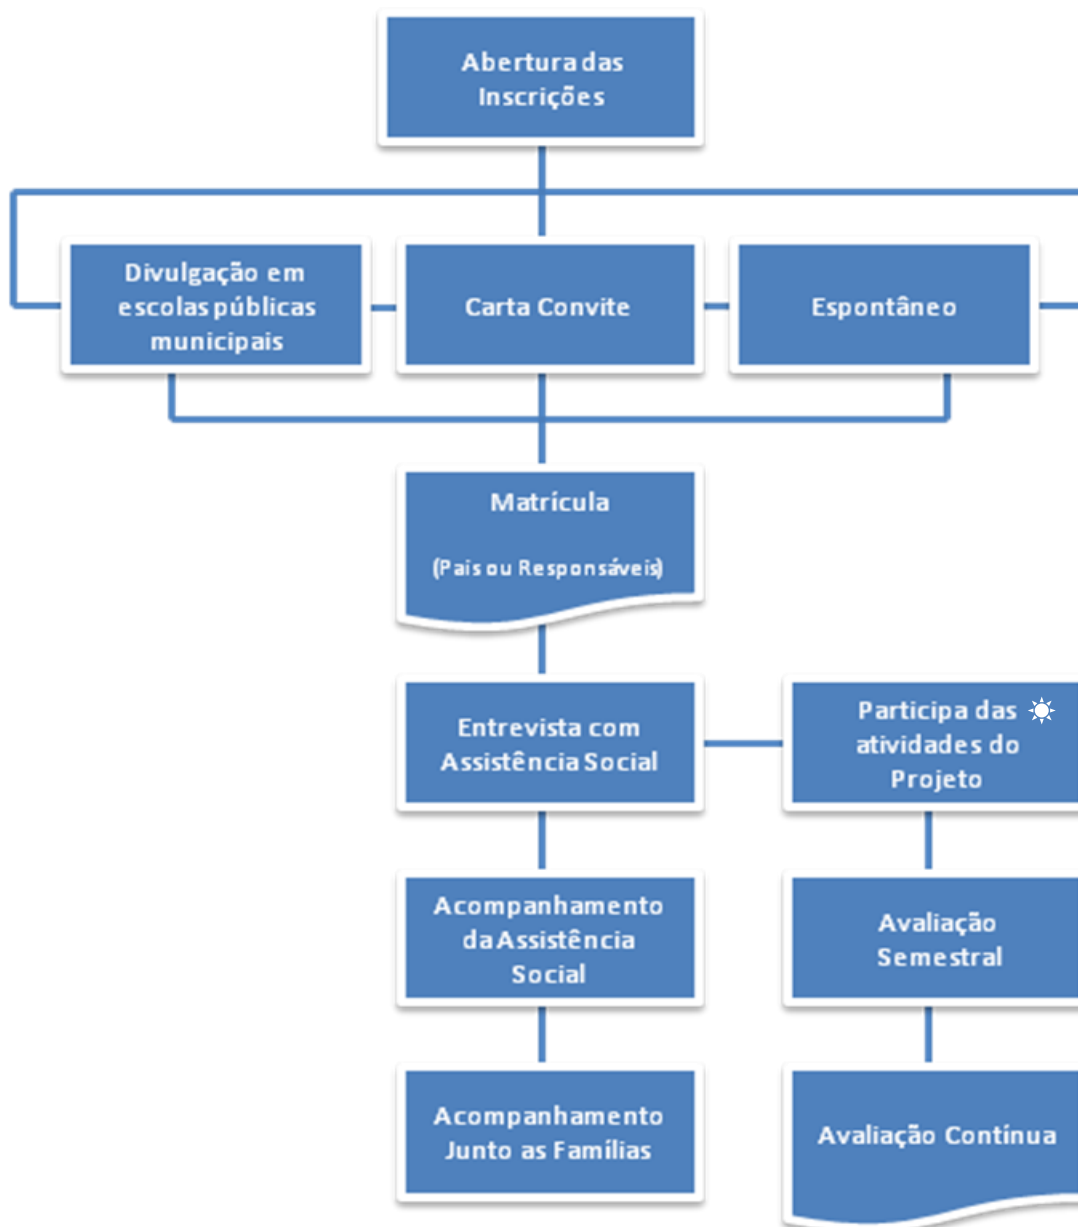 Abertura das
Inscrições
Divulgação em
escolas públicas
municipais
Carta Convite
Espontâneo
Matrícula
(Pais ou Responsáveis)
Entrevista com
Assistência Social
Participa das
atividades do
Projeto
Acompanhamento
da Assistência
Social
Avaliação
Semestral
Acompanhamento
Junto as Famílias
Avaliação Contínua